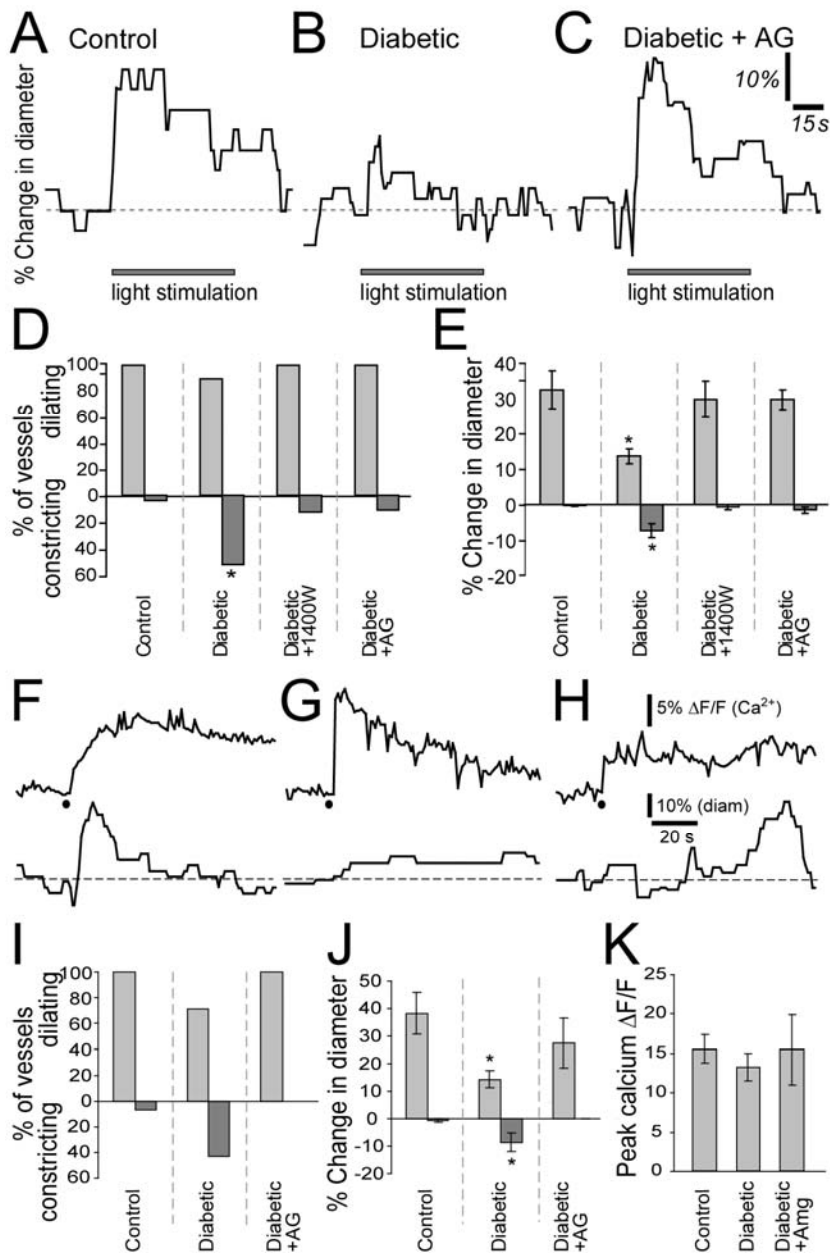 A Control
B Diabetic
C Diabetic + AG
10%
15s
% Change in diameter
light stimulation
light stimulation
light stimulation
D
% of vessels
constricting dilating
100
80
60
40
20
0
20
40
60
*
Control
Diabetic
Diabetic
+1400W
Diabetic
+AG
E
% Change in diameter
40
30
20
10
0
-10
-20
*
*
Control
Diabetic
Diabetic
+1400W
Diabetic
+AG
F
G
H
5% ΔF/F (Ca²⁺)
10% (diam)
20 s
I
% of vessels
constricting dilating
100
80
60
40
20
0
20
40
60
Control
Diabetic
Diabetic
+AG
J
% Change in diameter
50
40
30
20
10
0
-10
-20
*
*
Control
Diabetic
Diabetic
+AG
K
Peak calcium ΔF/F
25
20
15
10
5
0
Control
Diabetic
Diabetic
+Amg